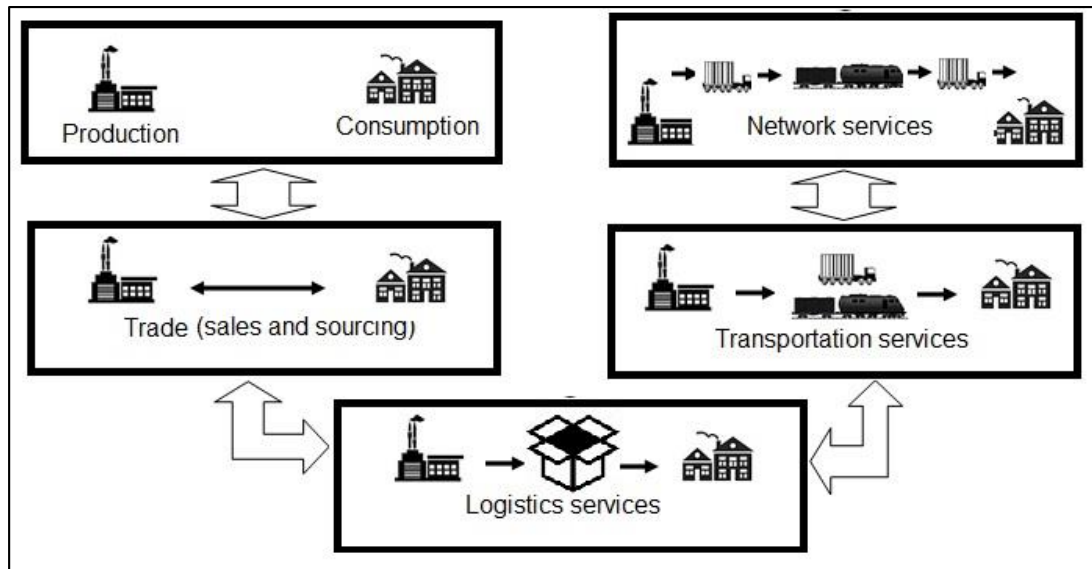 Production
Consumption
Network services
Trade (sales and sourcing)
Transportation services
Logistics services